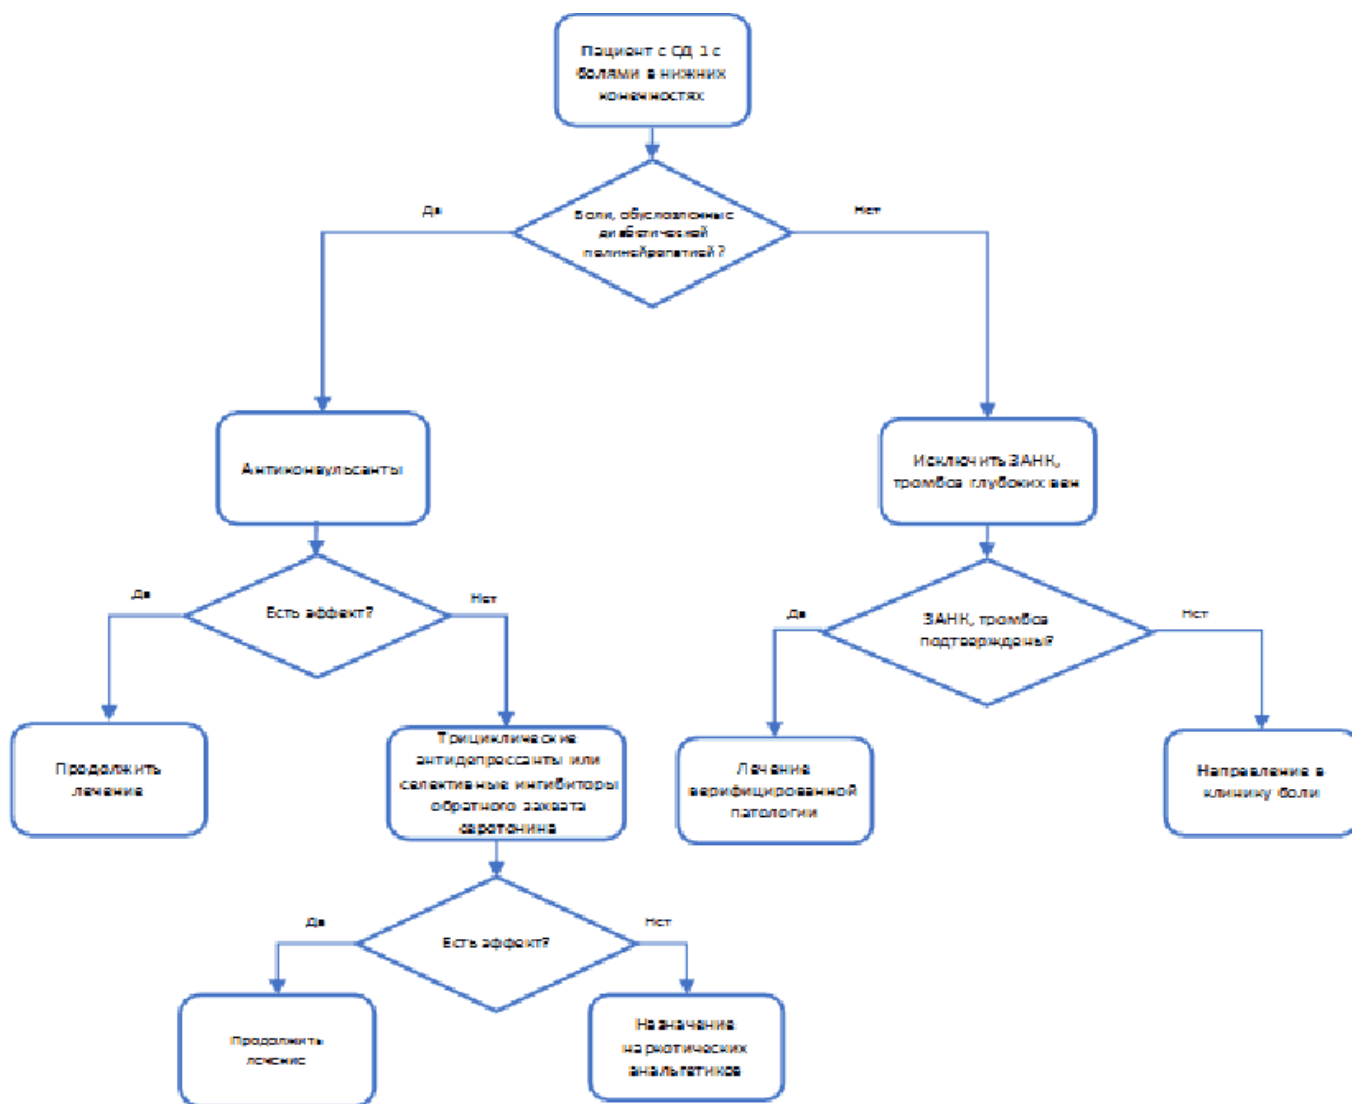 Пациент с СД 1 с
болями в нижних
конечностях
Да
Боли, обусловленные
диабетической
полинейропатией?
Нет
Антиконвульсанты
Исключить ЗАНК,
тромбоз глубоких вен
Да
Есть эффект?
Нет
Да
ЗАНК, тромбоз
подтверждены?
Нет
Продолжить
лечение
Трициклические
антидепрессанты или
селективные ингибиторы
обратного захвата
серотонина
Лечение
верифицированной
патологии
Направление в
клинику боли
Да
Есть эффект?
Нет
Продолжить
лечение
Назначение
наркотических
анальгетиков